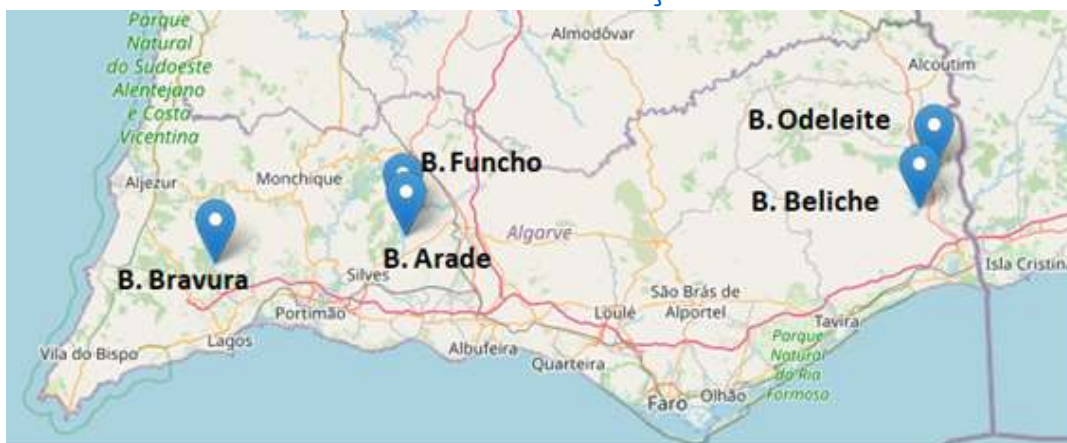 Parque
Natural
do Sudoeste
Alentejano
e Costa
Vicentina
Almodôvar
Alcoutim
B. Odeleite
B. Funcho
Aljezur
Monchique
B. Beliche
Algarve
B. Arade
B. Bravura
Silves
Isla Cristina
Portimão
Loulé
São Brás de
Alportel
Tavira
Lagos
Albufeira
Vila do Bispo
Quarteira
Parque
Natural
da Ria
Formosa
Faro
Olhão